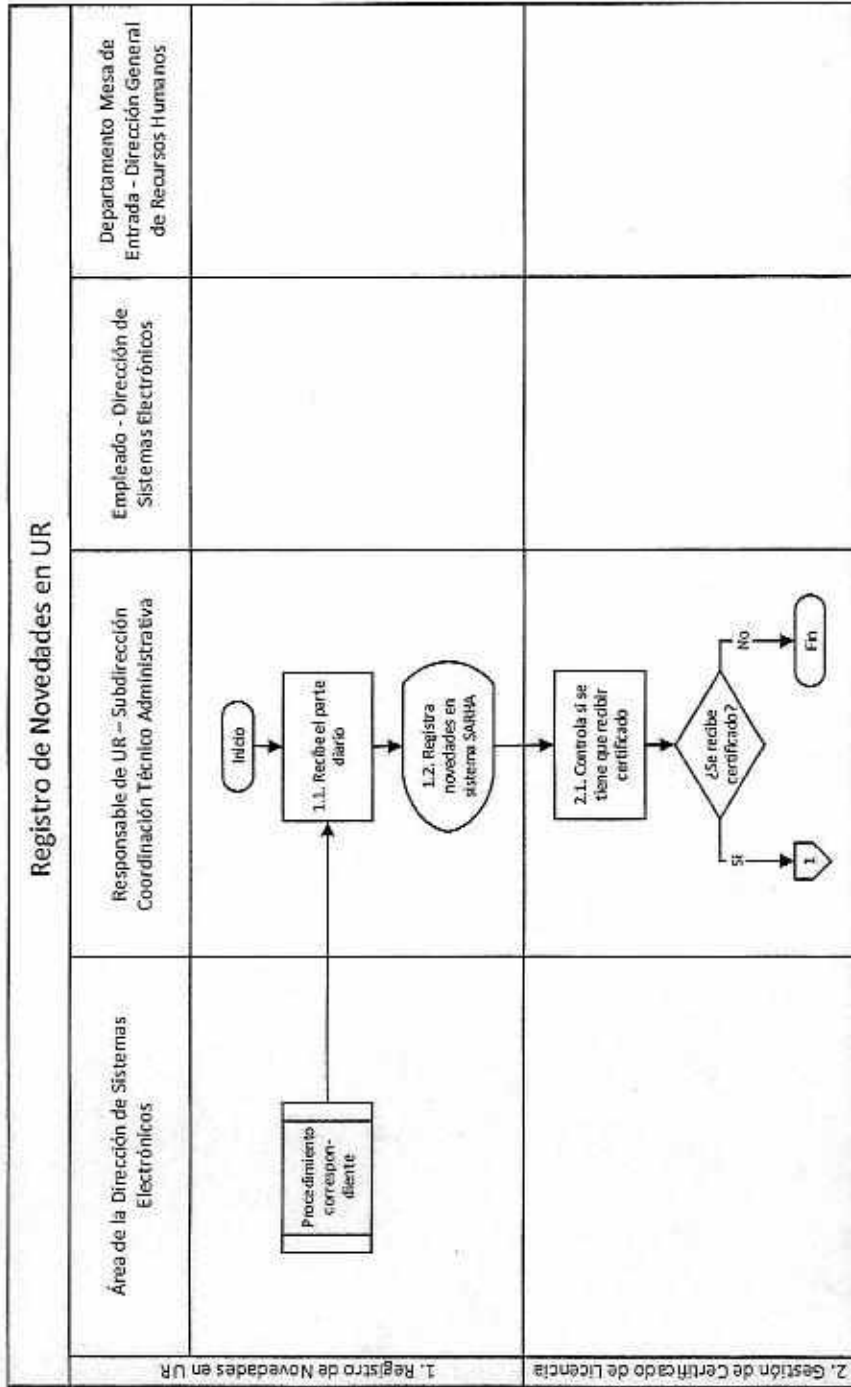 Registro de Novedades en UR
Área de la Dirección de Sistemas
Electrónicos
Responsable de UR – Subdirección
Coordinación Técnico Administrativa
Empleado - Dirección de
Sistemas Electrónicos
Departamento Mesa de
Entrada - Dirección General
de Recursos Humanos
1. Registro de Novedades en
UR
Procedimiento
correspon-
diente
Inicio
1.1. Recibe el parte
diario
1.2. Registra
novedades en
sistema SARHA
2. Gestión de Certificado de Licencia
2.1. Controla si se
tiene que recibir
certificado
¿Se recibe
certificado?
Si
No
1
Fin